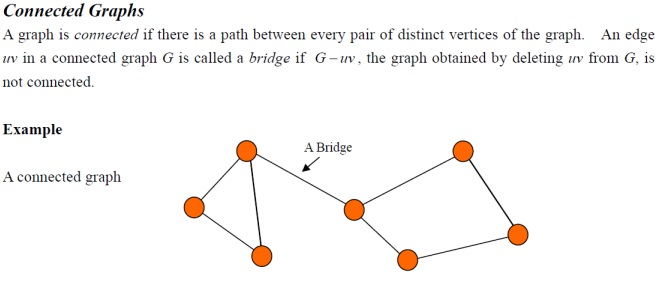 Connected Graphs
A graph is connected if there is a path between every pair of distinct vertices of the graph. An edge
uv in a connected graph G is called a bridge if G − uv, the graph obtained by deleting uv from G, is
not connected.
Example
A Bridge
A connected graph